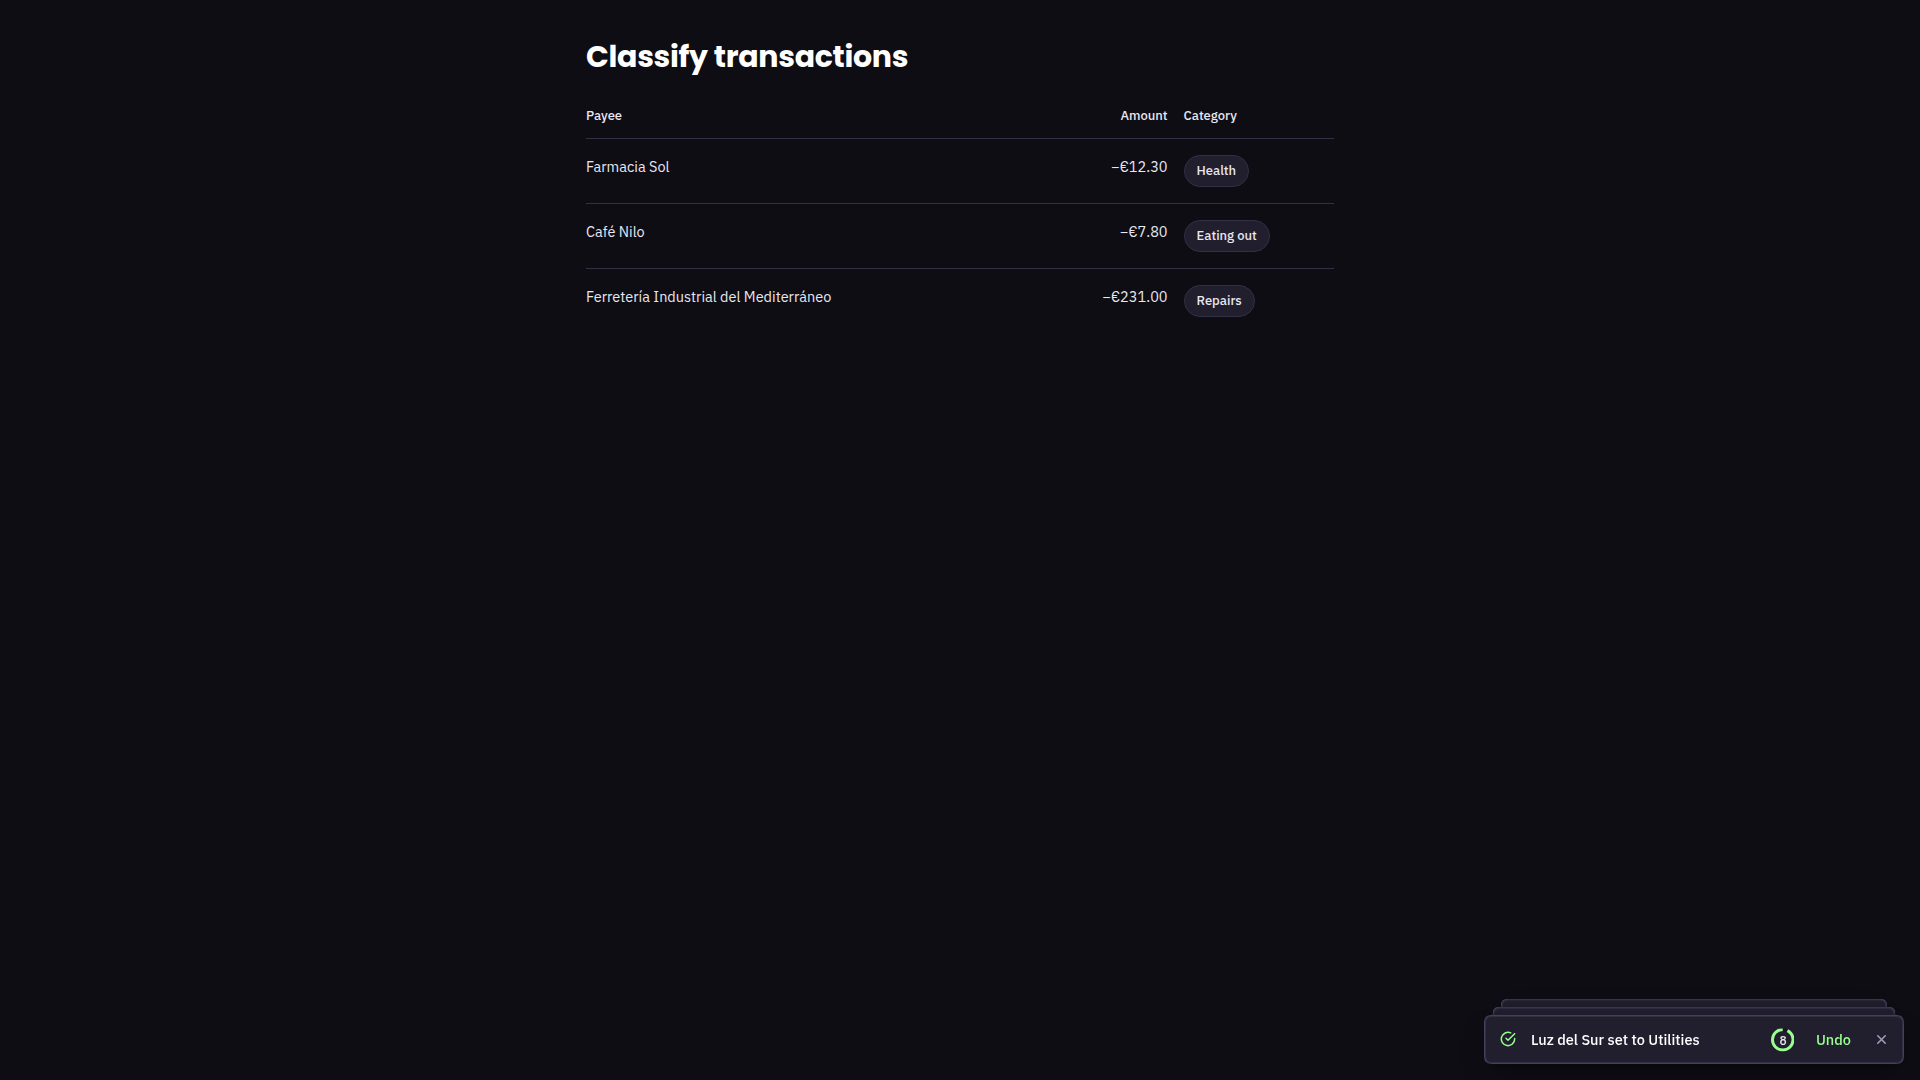 Classify transactions
Payee Amount Category
Farmacia Sol −€12.30 Health
Café Nilo −€7.80 Eating out
Ferretería Industrial del Mediterráneo −€231.00 Repairs
Luz del Sur set to Utilities 8 Undo